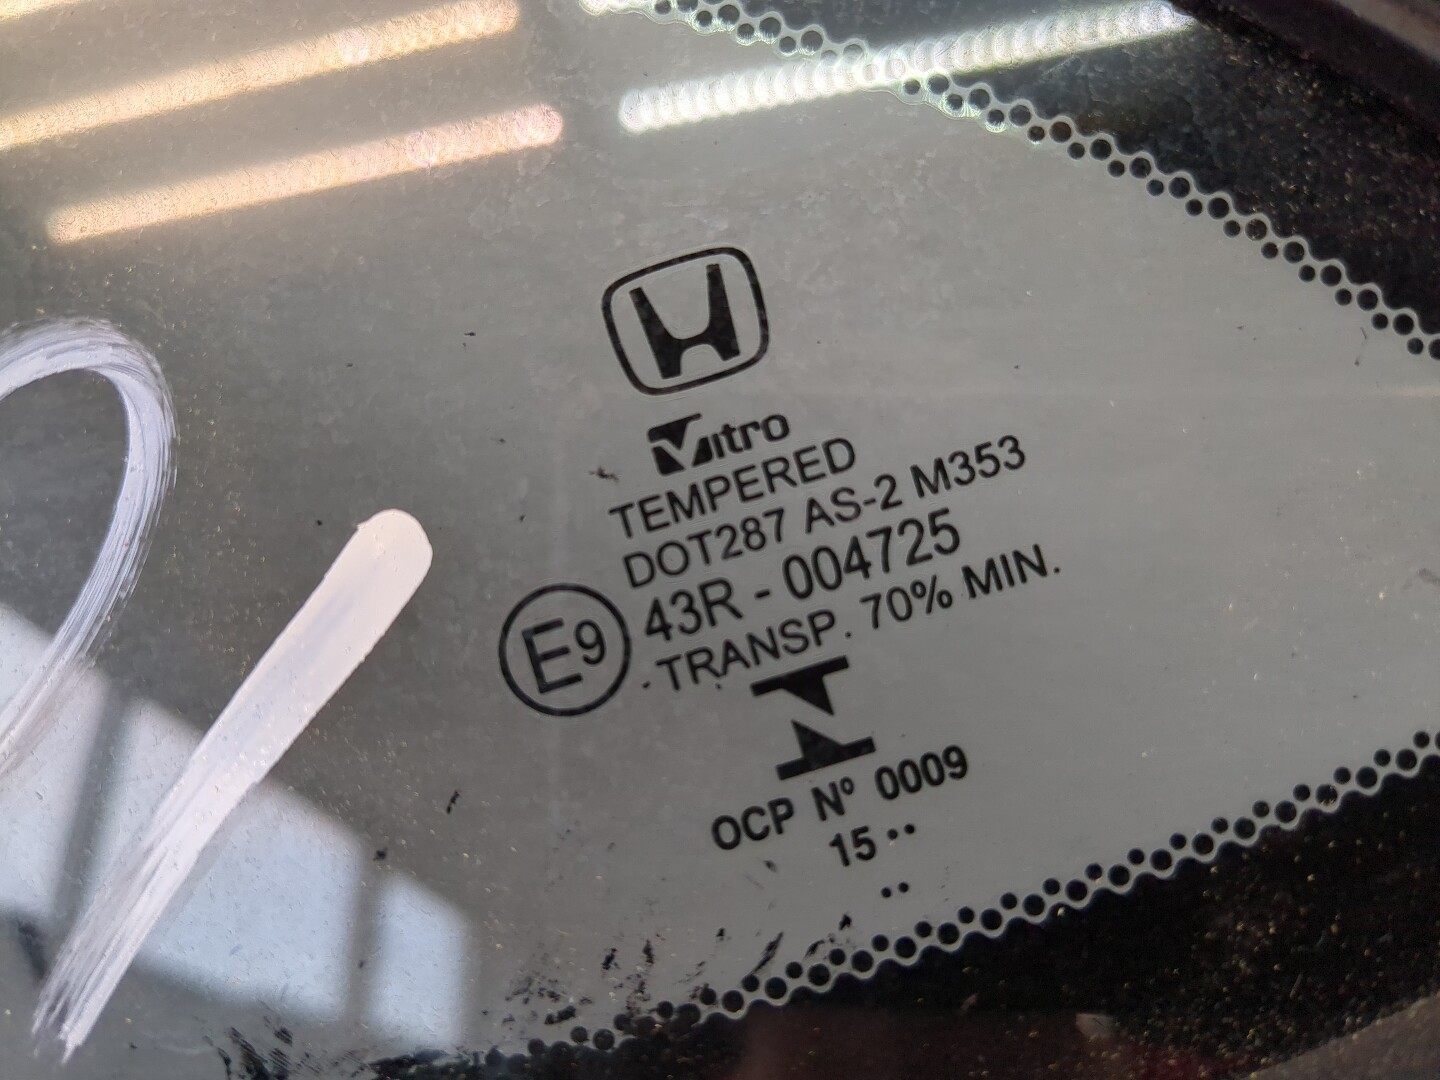 Vitro
TEMPERED
DOT287 AS-2 M353
E9 43R - 004725
TRANSP. 70% MIN.
OCP Nº 0009
15 ••
••